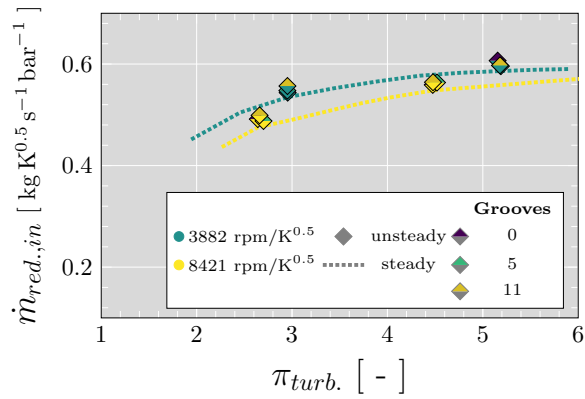 ṁ_{red.,in} [ kg K^{0.5} s^{−1} bar^{−1} ]
0.6
0.4
0.2
Grooves
3882 rpm/K^{0.5} unsteady 0
8421 rpm/K^{0.5} steady 5
11
1 2 3 4 5 6
π_{turb.} [ - ]